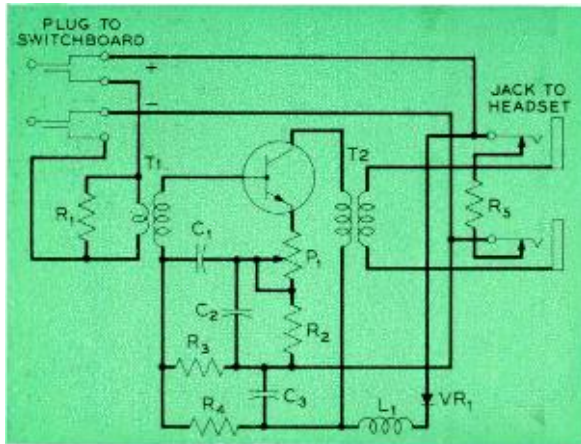 PLUG TO
SWITCHBOARD
+
−
JACK TO
HEADSET
T1
T2
R1
C1
P1
R5
C2
R2
R3
C3
R4
L1
VR1